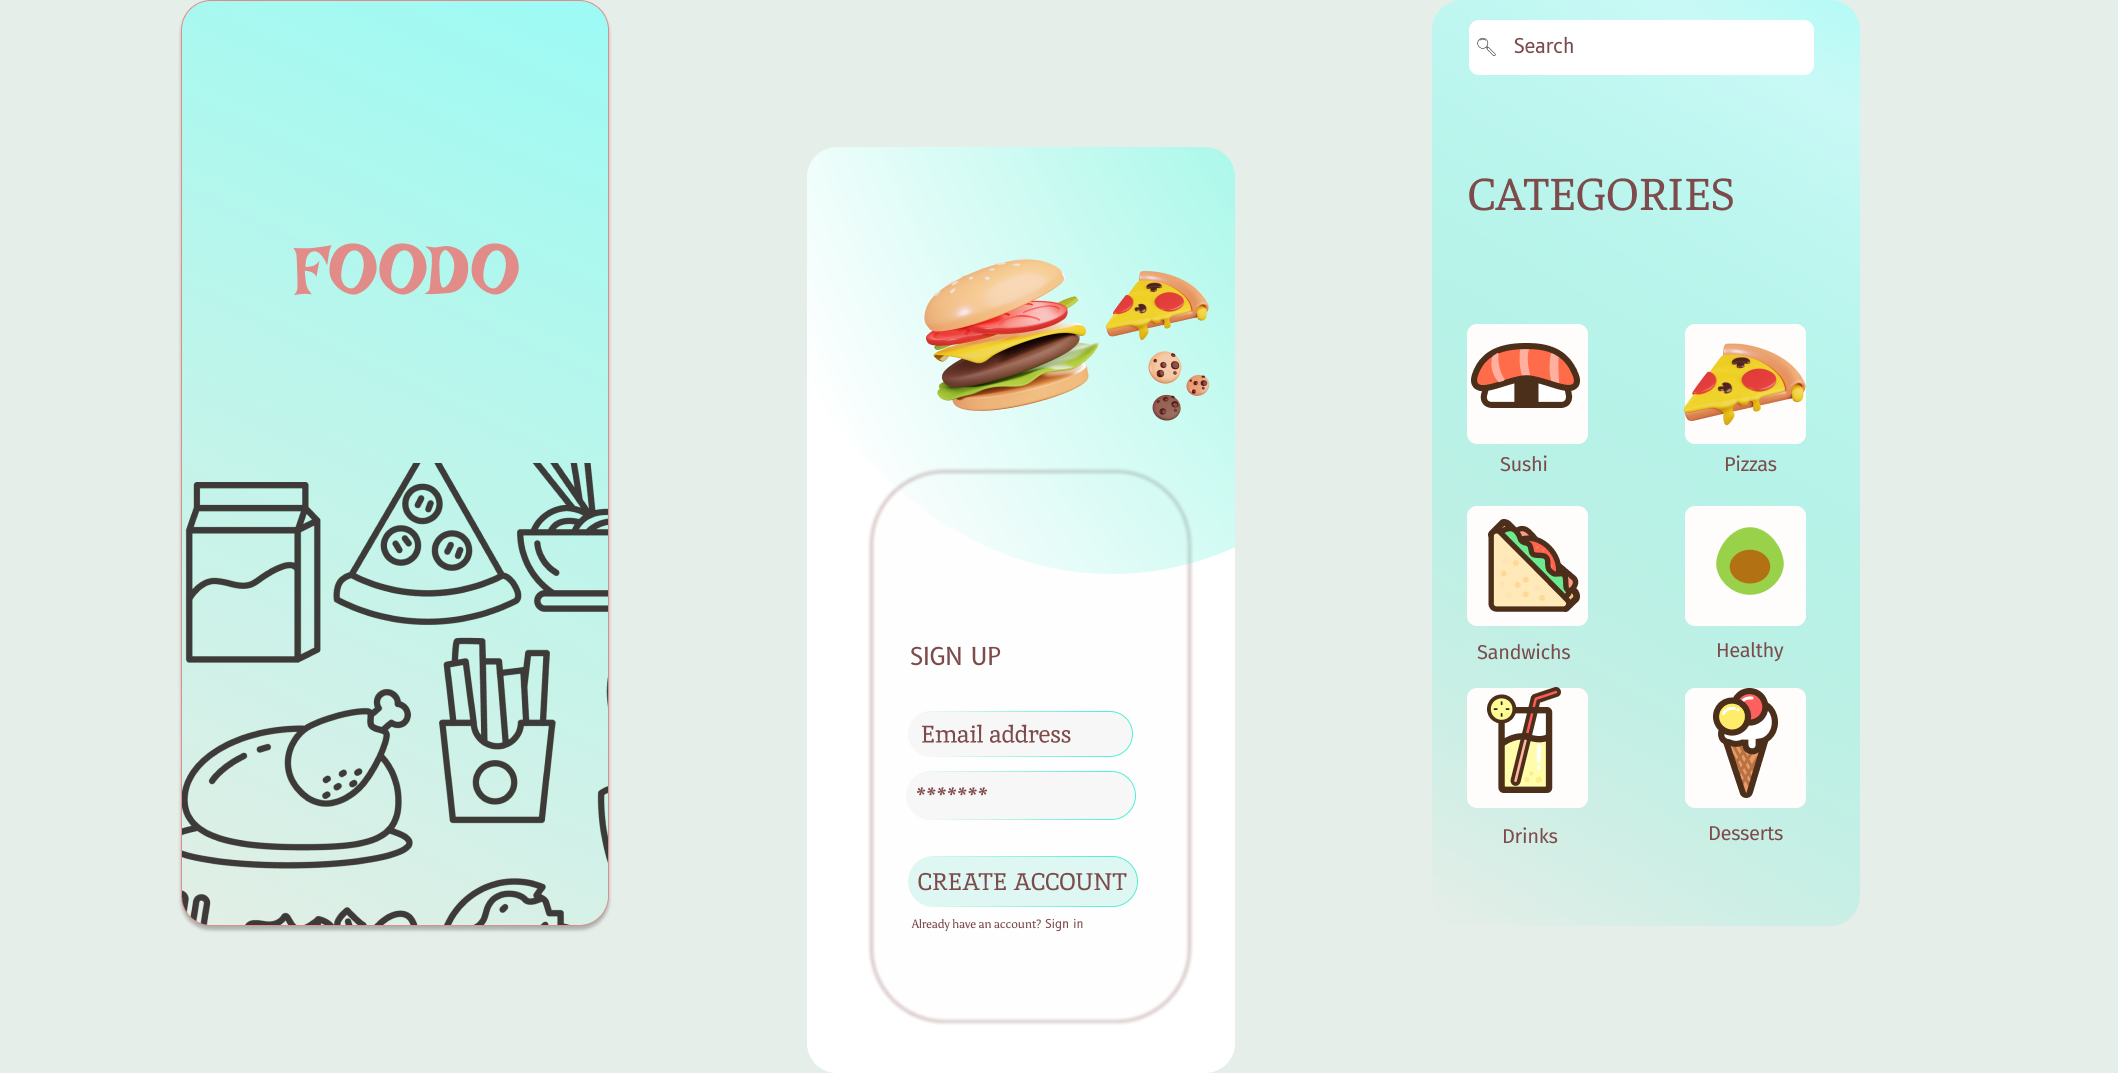 FOODO
SIGN UP
Email address
*******
CREATE ACCOUNT
Already have an account? Sign in
Search
CATEGORIES
Sushi
Pizzas
Sandwichs
Healthy
Drinks
Desserts